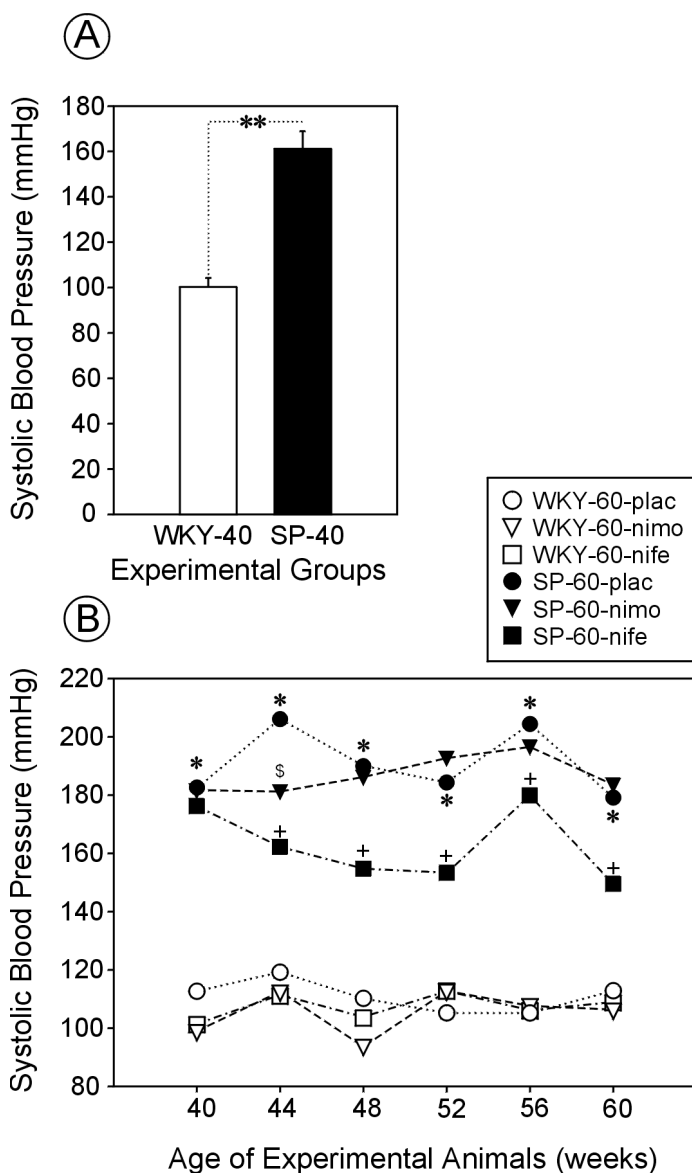 A
Systolic Blood Pressure (mmHg)
180
160
140
120
100
80
60
40
20
0
**
WKY-40 SP-40
Experimental Groups
WKY-60-plac
WKY-60-nimo
WKY-60-nife
SP-60-plac
SP-60-nimo
SP-60-nife
B
Systolic Blood Pressure (mmHg)
220
200
180
160
140
120
100
80
* * * * * *
$
+ + + + +
40 44 48 52 56 60
Age of Experimental Animals (weeks)